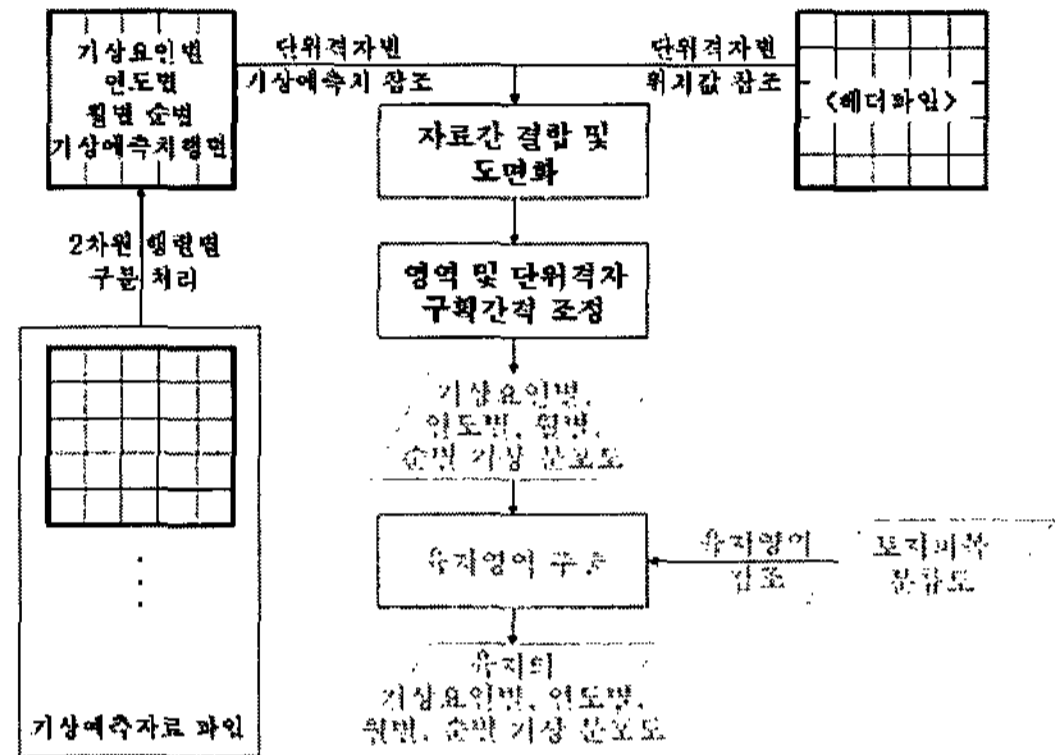 기상요인별
연도별
월별 순별
기상예측치행렬
단위격자별
기상예측치 참조
단위격자별
위치값 참조
<헤더파일>
자료간 결합 및
도면화
2차원 행렬별
구분 처리
영역 및 단위격자
구획간격 조정
기상요인별,
연도별, 월별,
순별 기상 분포도
육지영역
육지영역
참조
토지피복
분류도
육지의
기상요인별, 연도별,
월별, 순별 기상 분포도
기상예측자료 파일